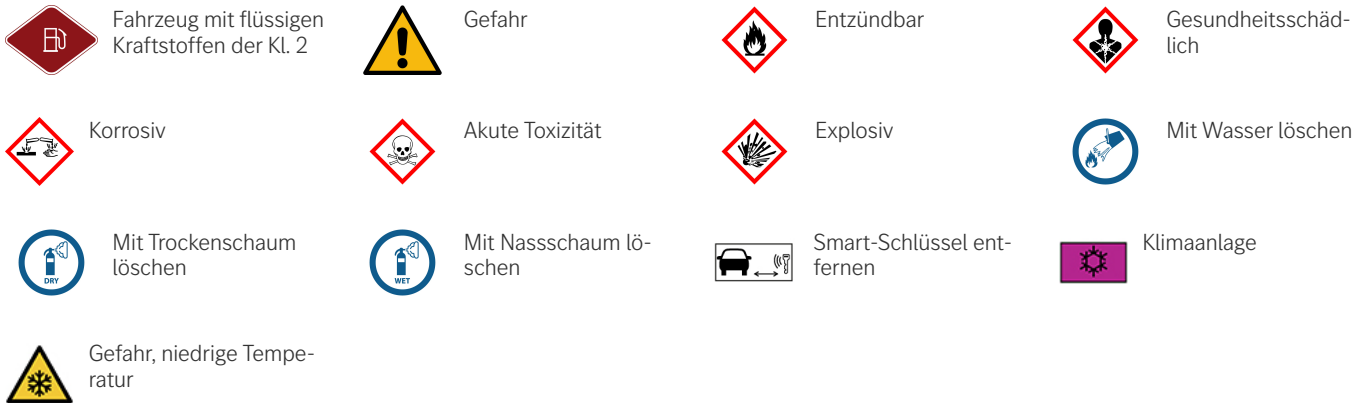 Fahrzeug mit flüssigen
Kraftstoffen der Kl. 2
Gefahr
Entzündbar
Gesundheitsschäd-
lich
Korrosiv
Akute Toxizität
Explosiv
Mit Wasser löschen
Mit Trockenschaum
löschen
DRY
Mit Nassschaum lö-
schen
WET
Smart-Schlüssel ent-
fernen
Klimaanlage
Gefahr, niedrige Tempe-
ratur